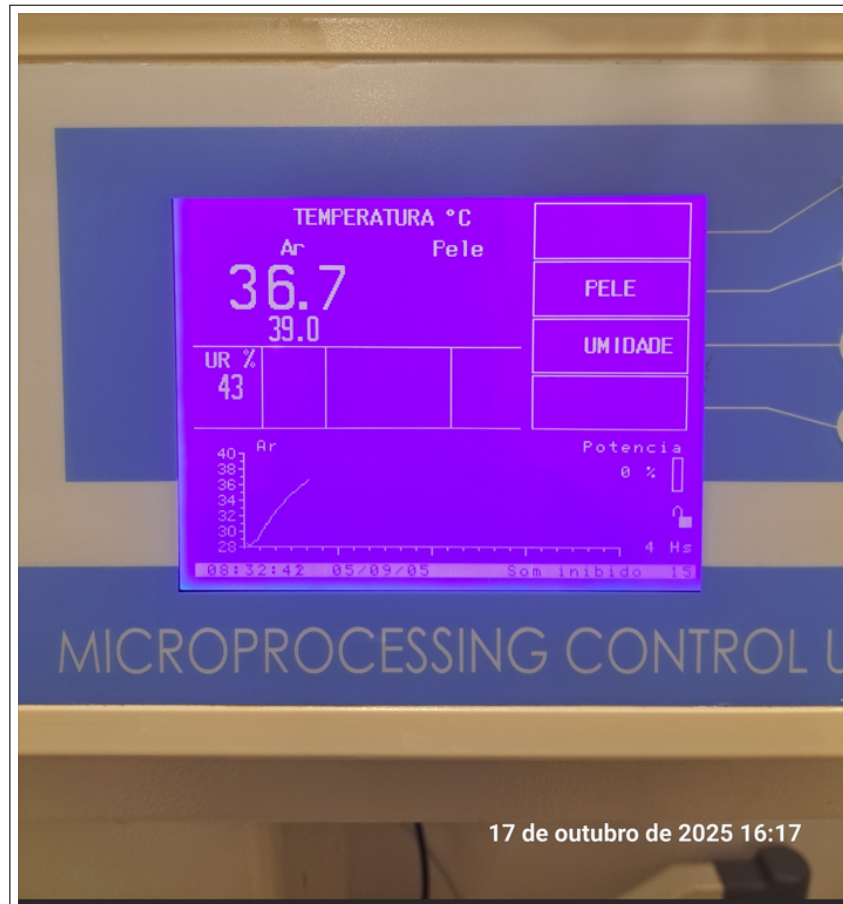 TEMPERATURA °C
Ar Pele
36.7
39.0
PELE
UMIDADE
UR %
43
Ar
40
38
36
34
32
30
28
4 Hs
Potencia
0 %
08:32:42 05/09/05 Som inibido 15
MICROPROCESSING CONTROL U
17 de outubro de 2025 16:17